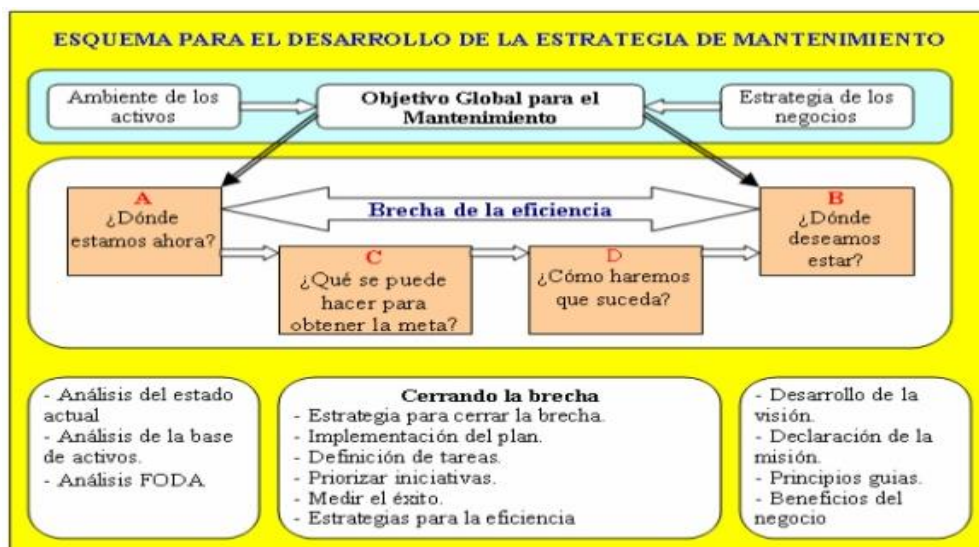 ESQUEMA PARA EL DESARROLLO DE LA ESTRATEGIA DE MANTENIMIENTO
Ambiente de los
activos
Objetivo Global para el
Mantenimiento
Estrategia de los
negocios
A
¿Dónde
estamos ahora?
Brecha de la eficiencia
B
¿Dónde
deseamos
estar?
C
¿Qué se puede
hacer para
obtener la meta?
D
¿Cómo haremos
que suceda?
- Análisis del estado
actual
- Análisis de la base
de activos.
- Análisis FODA
Cerrando la brecha
- Estrategia para cerrar la brecha.
- Implementación del plan.
- Definición de tareas.
- Priorizar iniciativas.
- Medir el éxito.
- Estrategias para la eficiencia
- Desarrollo de la
visión.
- Declaración de la
misión.
- Principios guias.
- Beneficios del
negocio